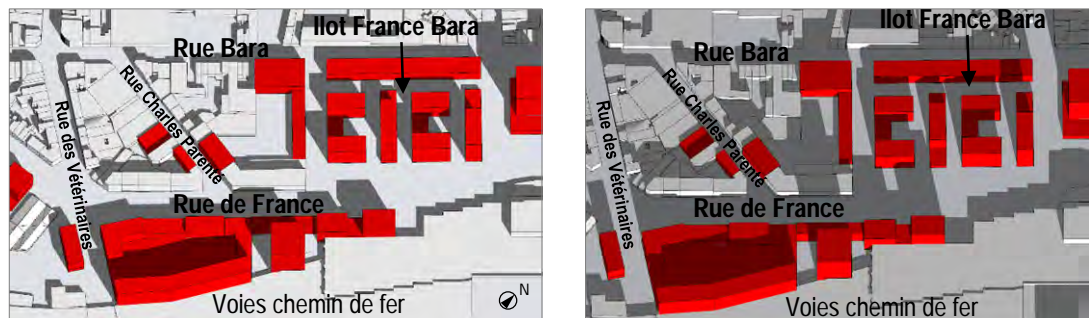 Ilot France Bara
Rue Bara
Rue Charles Parente
Rue des Vétérinaires
Rue de France
Voies chemin de fer
N
Ilot France Bara
Rue Bara
Rue Charles Parente
Rue des Vétérinaires
Rue de France
Voies chemin de fer